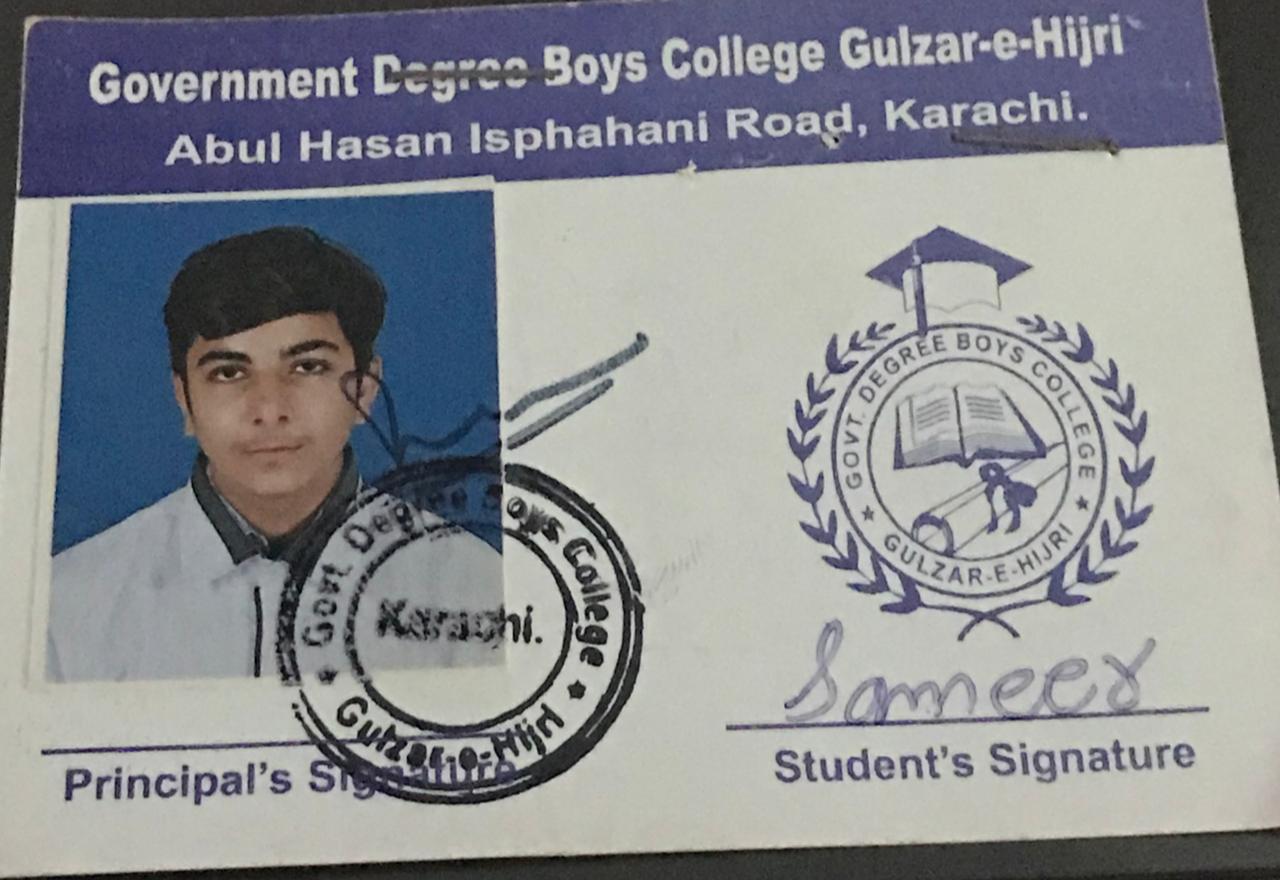 Government Degree Boys College Gulzar-e-Hijri
Abul Hasan Isphahani Road, Karachi.
GOVT. DEGREE BOYS COLLEGE
GULZAR-E-HIJRI
Govt. Degree Boys College
Karachi.
Gulzar-e-Hijri
Sameer
Principal's Signature
Student's Signature